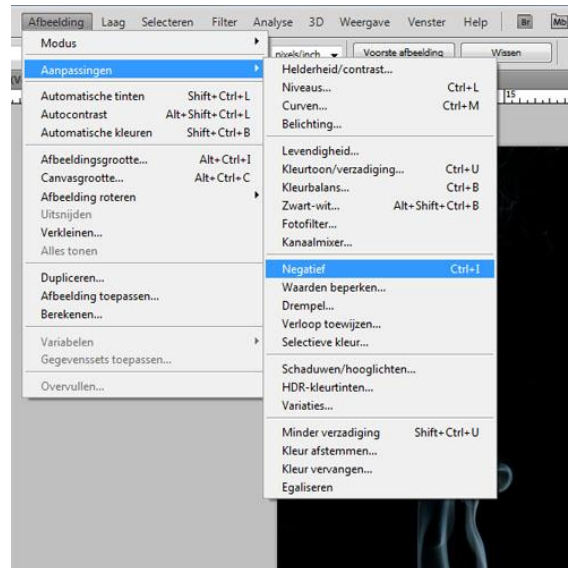 Afbeelding Laag Selecteren Filter Analyse 3D Weergave Venster Help Br Mb
Modus
pixels/inch Voorste afbeelding Wissen
Aanpassingen
Automatische tinten Shift+Ctrl+L
Autocontrast Alt+Shift+Ctrl+L
Automatische kleuren Shift+Ctrl+B
Afbeeldingsgrootte... Alt+Ctrl+I
Canvasgrootte... Alt+Ctrl+C
Afbeelding roteren
Uitsnijden
Verkleinen...
Alles tonen
Dupliceren...
Afbeelding toepassen...
Berekenen...
Variabelen
Gegevenssets toepassen...
Overvullen...
Helderheid/contrast...
Niveaus... Ctrl+L
Curven... Ctrl+M
Belichting...
Levendigheid...
Kleurtoon/verzadiging... Ctrl+U
Kleurbalans... Ctrl+B
Zwart-wit... Alt+Shift+Ctrl+B
Fotofilter...
Kanaalmixer...
Negatief Ctrl+I
Waarden beperken...
Drempel...
Verloop toewijzen...
Selectieve kleur...
Schaduwen/hooglichten...
HDR-kleurtinten...
Variaties...
Minder verzadiging Shift+Ctrl+U
Kleur afstemmen...
Kleur vervangen...
Egaliseren
15